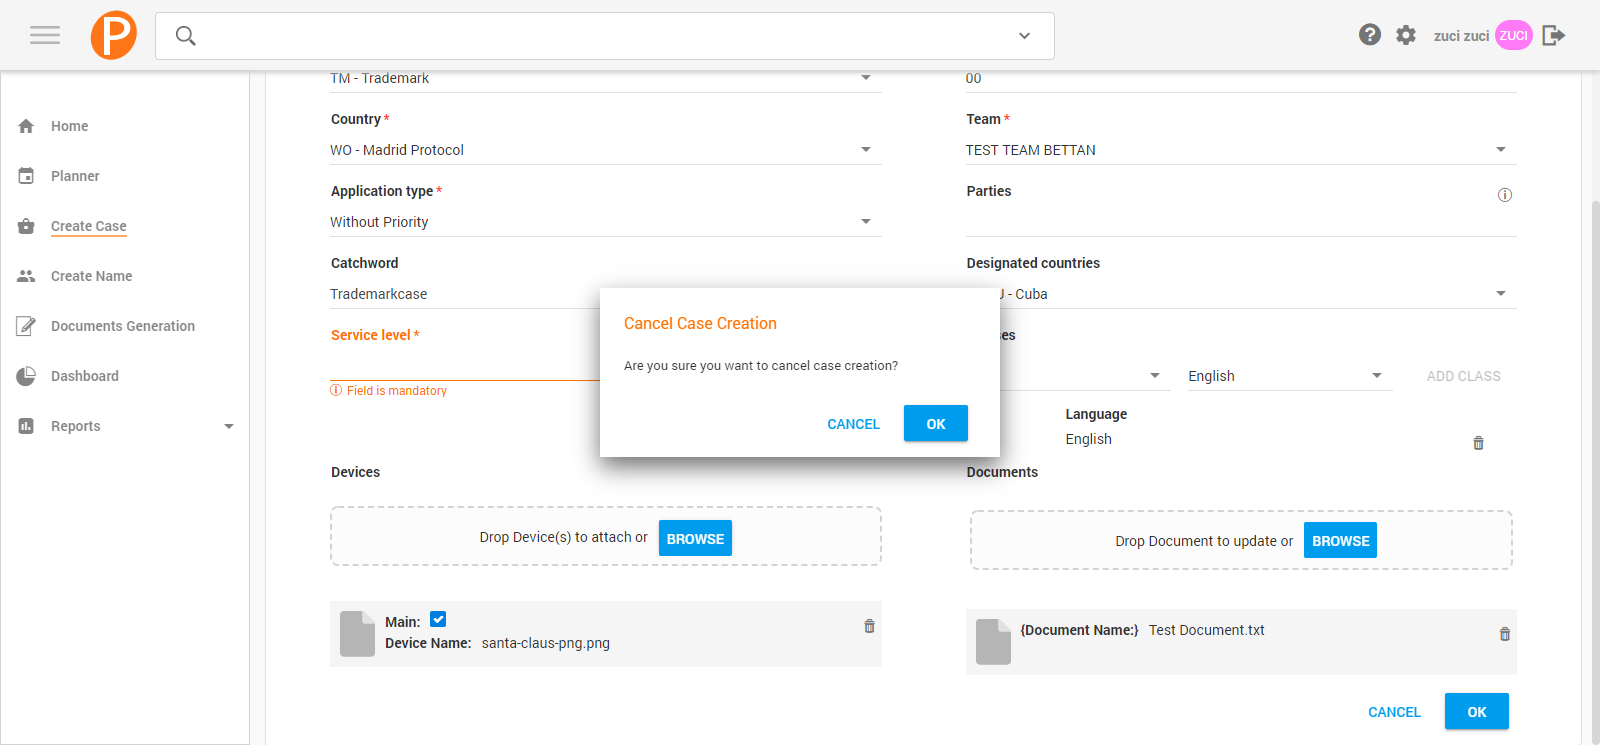 P
zuci zuci ZUCI
Home
Planner
Create Case
Create Name
Documents Generation
Dashboard
Reports
TM - Trademark
00
Country *
Team *
WO - Madrid Protocol
TEST TEAM BETTAN
Application type *
Parties
Without Priority
Catchword
Designated countries
Trademarkcase
- Cuba
Service level *
Field is mandatory
English
ADD CLASS
Language
English
Cancel Case Creation
Are you sure you want to cancel case creation?
CANCEL
OK
Devices
Documents
Drop Device(s) to attach or BROWSE
Drop Document to update or BROWSE
Main:
Device Name: santa-claus-png.png
{Document Name:} Test Document.txt
CANCEL
OK